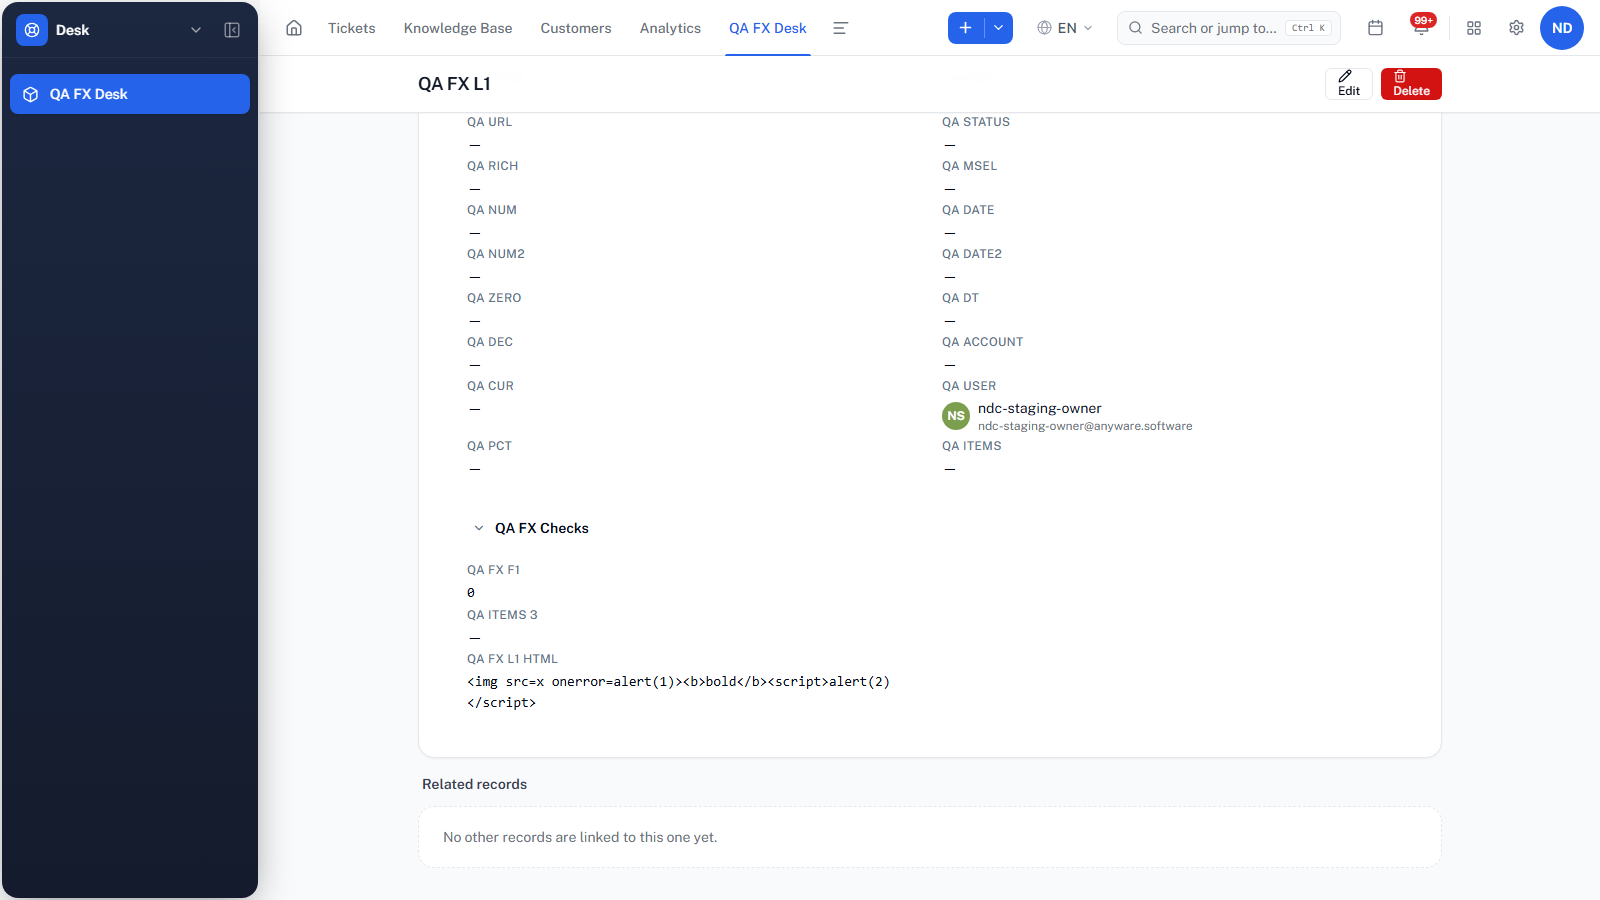 Desk
QA FX Desk
Tickets
Knowledge Base
Customers
Analytics
QA FX Desk
EN
Search or jump to...
Ctrl K
99+
ND
QA FX L1
Edit
Delete
QA URL
—
QA STATUS
—
QA RICH
—
QA MSEL
—
QA NUM
—
QA DATE
—
QA NUM2
—
QA DATE2
—
QA ZERO
—
QA DT
—
QA DEC
—
QA ACCOUNT
—
QA CUR
—
QA USER
NS
ndc-staging-owner
ndc-staging-owner@anyware.software
QA PCT
—
QA ITEMS
—
QA FX Checks
QA FX F1
0
QA ITEMS 3
—
QA FX L1 HTML
<img src=x onerror=alert(1)><b>bold</b><script>alert(2)
</script>
Related records
No other records are linked to this one yet.